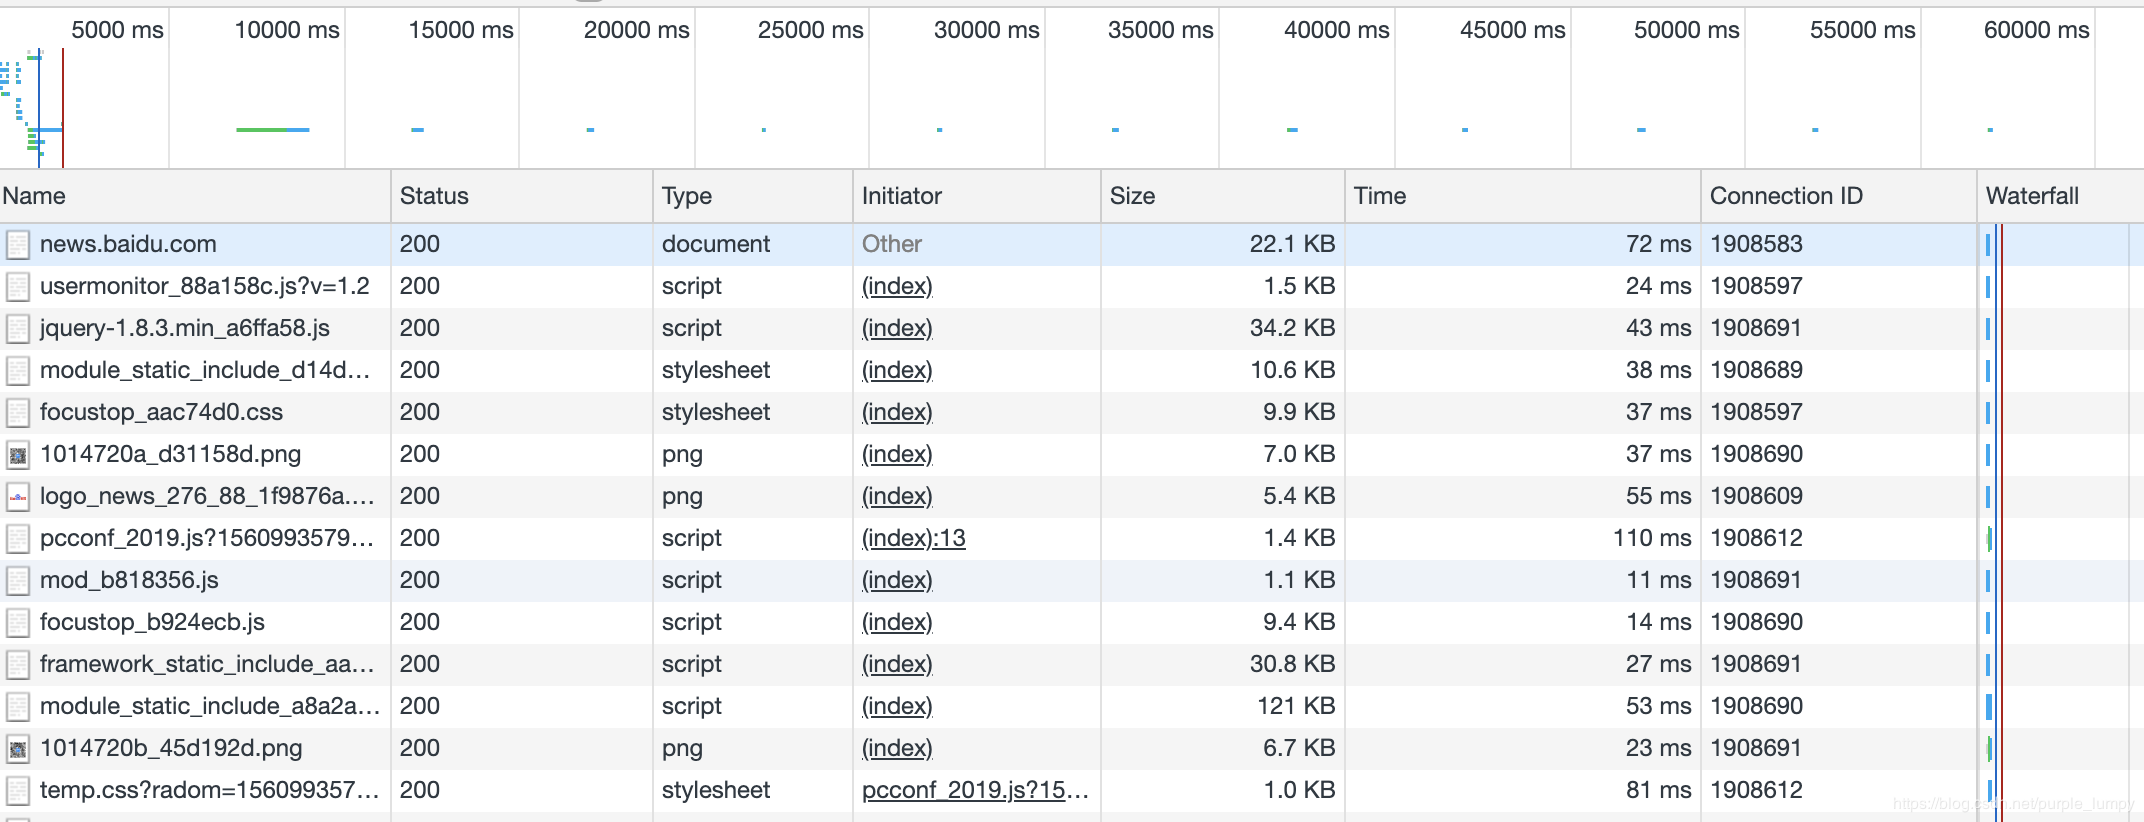 5000 ms 10000 ms 15000 ms 20000 ms 25000 ms 30000 ms 35000 ms 40000 ms 45000 ms 50000 ms 55000 ms 60000 ms
Name Status Type Initiator Size Time Connection ID Waterfall
news.baidu.com 200 document Other 22.1 KB 72 ms 1908583
usermonitor_88a158c.js?v=1.2 200 script (index) 1.5 KB 24 ms 1908597
jquery-1.8.3.min_a6ffa58.js 200 script (index) 34.2 KB 43 ms 1908691
module_static_include_d14d... 200 stylesheet (index) 10.6 KB 38 ms 1908689
focustop_aac74d0.css 200 stylesheet (index) 9.9 KB 37 ms 1908597
1014720a_d31158d.png 200 png (index) 7.0 KB 37 ms 1908690
logo_news_276_88_1f9876a.... 200 png (index) 5.4 KB 55 ms 1908609
pcconf_2019.js?1560993579... 200 script (index):13 1.4 KB 110 ms 1908612
mod_b818356.js 200 script (index) 1.1 KB 11 ms 1908691
focustop_b924ecb.js 200 script (index) 9.4 KB 14 ms 1908690
framework_static_include_aa... 200 script (index) 30.8 KB 27 ms 1908691
module_static_include_a8a2a... 200 script (index) 121 KB 53 ms 1908690
1014720b_45d192d.png 200 png (index) 6.7 KB 23 ms 1908691
temp.css?radom=156099357... 200 stylesheet pcconf_2019.js?15... 1.0 KB 81 ms 1908612
https://blog.csdn.net/purple_lumpy